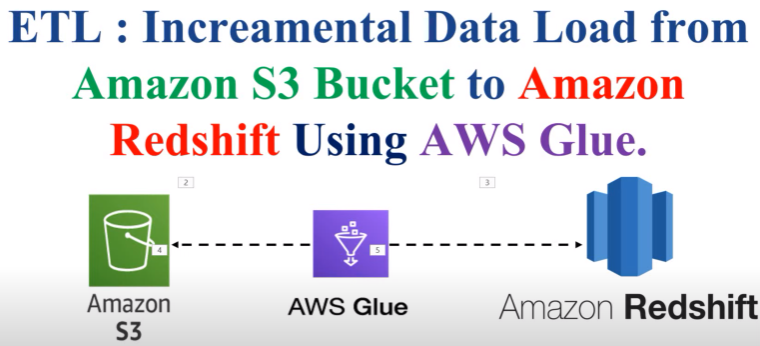 ETL : Increamental Data Load from
Amazon S3 Bucket to Amazon
Redshift Using AWS Glue.
2
3
4
5
Amazon
S3
AWS Glue
Amazon Redshift